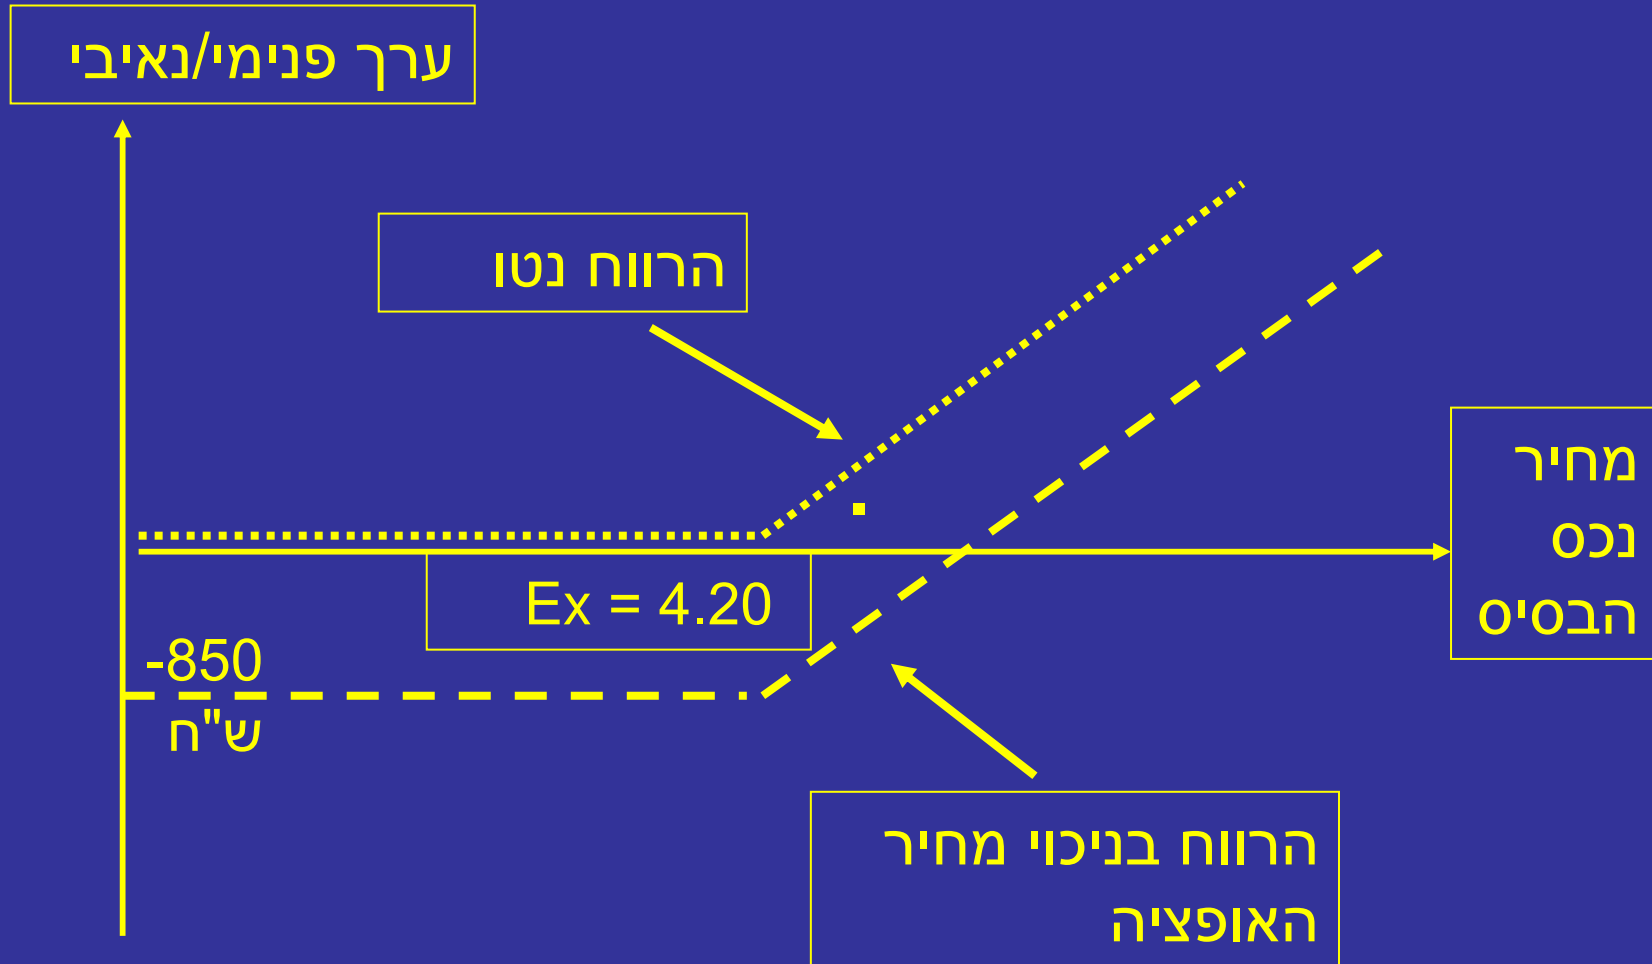 ערך פנימי/נאיבי
הרווח נטו
מחיר
נכס
הבסיס
Ex = 4.20
-850
ש"ח
הרווח בניכוי מחיר
האופציה